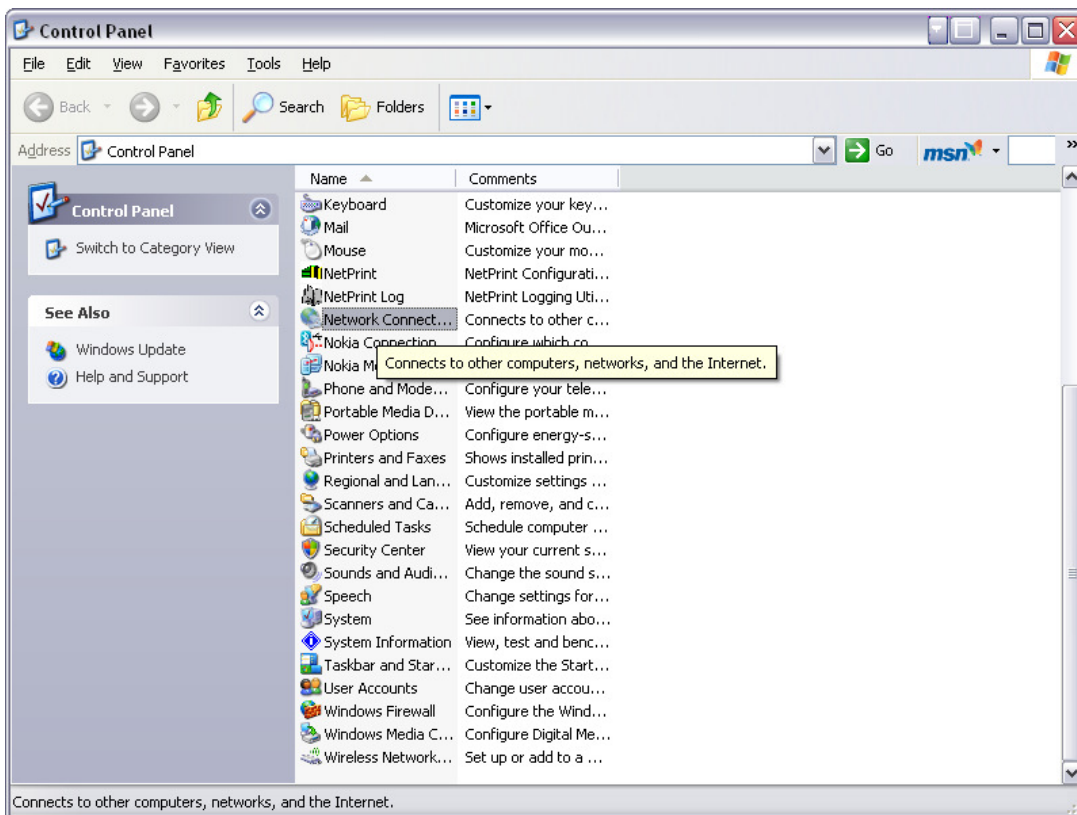 Control Panel
File Edit View Favorites Tools Help
Back Search Folders
Address Control Panel Go msn »
Control Panel
Switch to Category View
See Also
Windows Update
Help and Support
Name Comments
Keyboard Customize your key...
Mail Microsoft Office Ou...
Mouse Customize your mo...
NetPrint NetPrint Configurati...
NetPrint Log NetPrint Logging Uti...
Network Connect... Connects to other c...
Nokia Connection Configure which co
Nokia M
Connects to other computers, networks, and the Internet.
Phone and Mode... Configure your tele...
Portable Media D... View the portable m...
Power Options Configure energy-s...
Printers and Faxes Shows installed prin...
Regional and Lan... Customize settings ...
Scanners and Ca... Add, remove, and c...
Scheduled Tasks Schedule computer ...
Security Center View your current s...
Sounds and Audi... Change the sound s...
Speech Change settings for...
System See information abo...
System Information View, test and benc...
Taskbar and Star... Customize the Start...
User Accounts Change user accou...
Windows Firewall Configure the Wind...
Windows Media C... Configure Digital Me...
Wireless Network... Set up or add to a ...
Connects to other computers, networks, and the Internet.